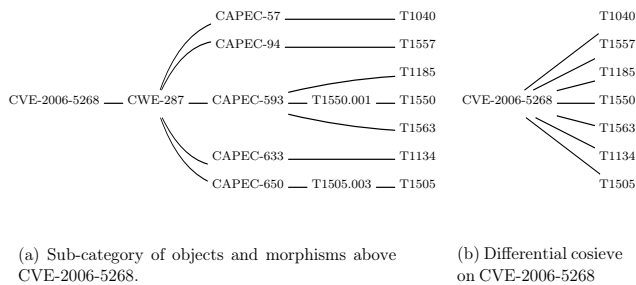 CAPEC-57 T1040 T1040
CAPEC-94 T1557 T1557
T1185 T1185
CVE-2006-5268 CWE-287 CAPEC-593 T1550.001 T1550 CVE-2006-5268 T1550
T1563 T1563
CAPEC-633 T1134 T1134
CAPEC-650 T1505.003 T1505 T1505
(a) Sub-category of objects and morphisms above
CVE-2006-5268.
(b) Differential cosieve
on CVE-2006-5268